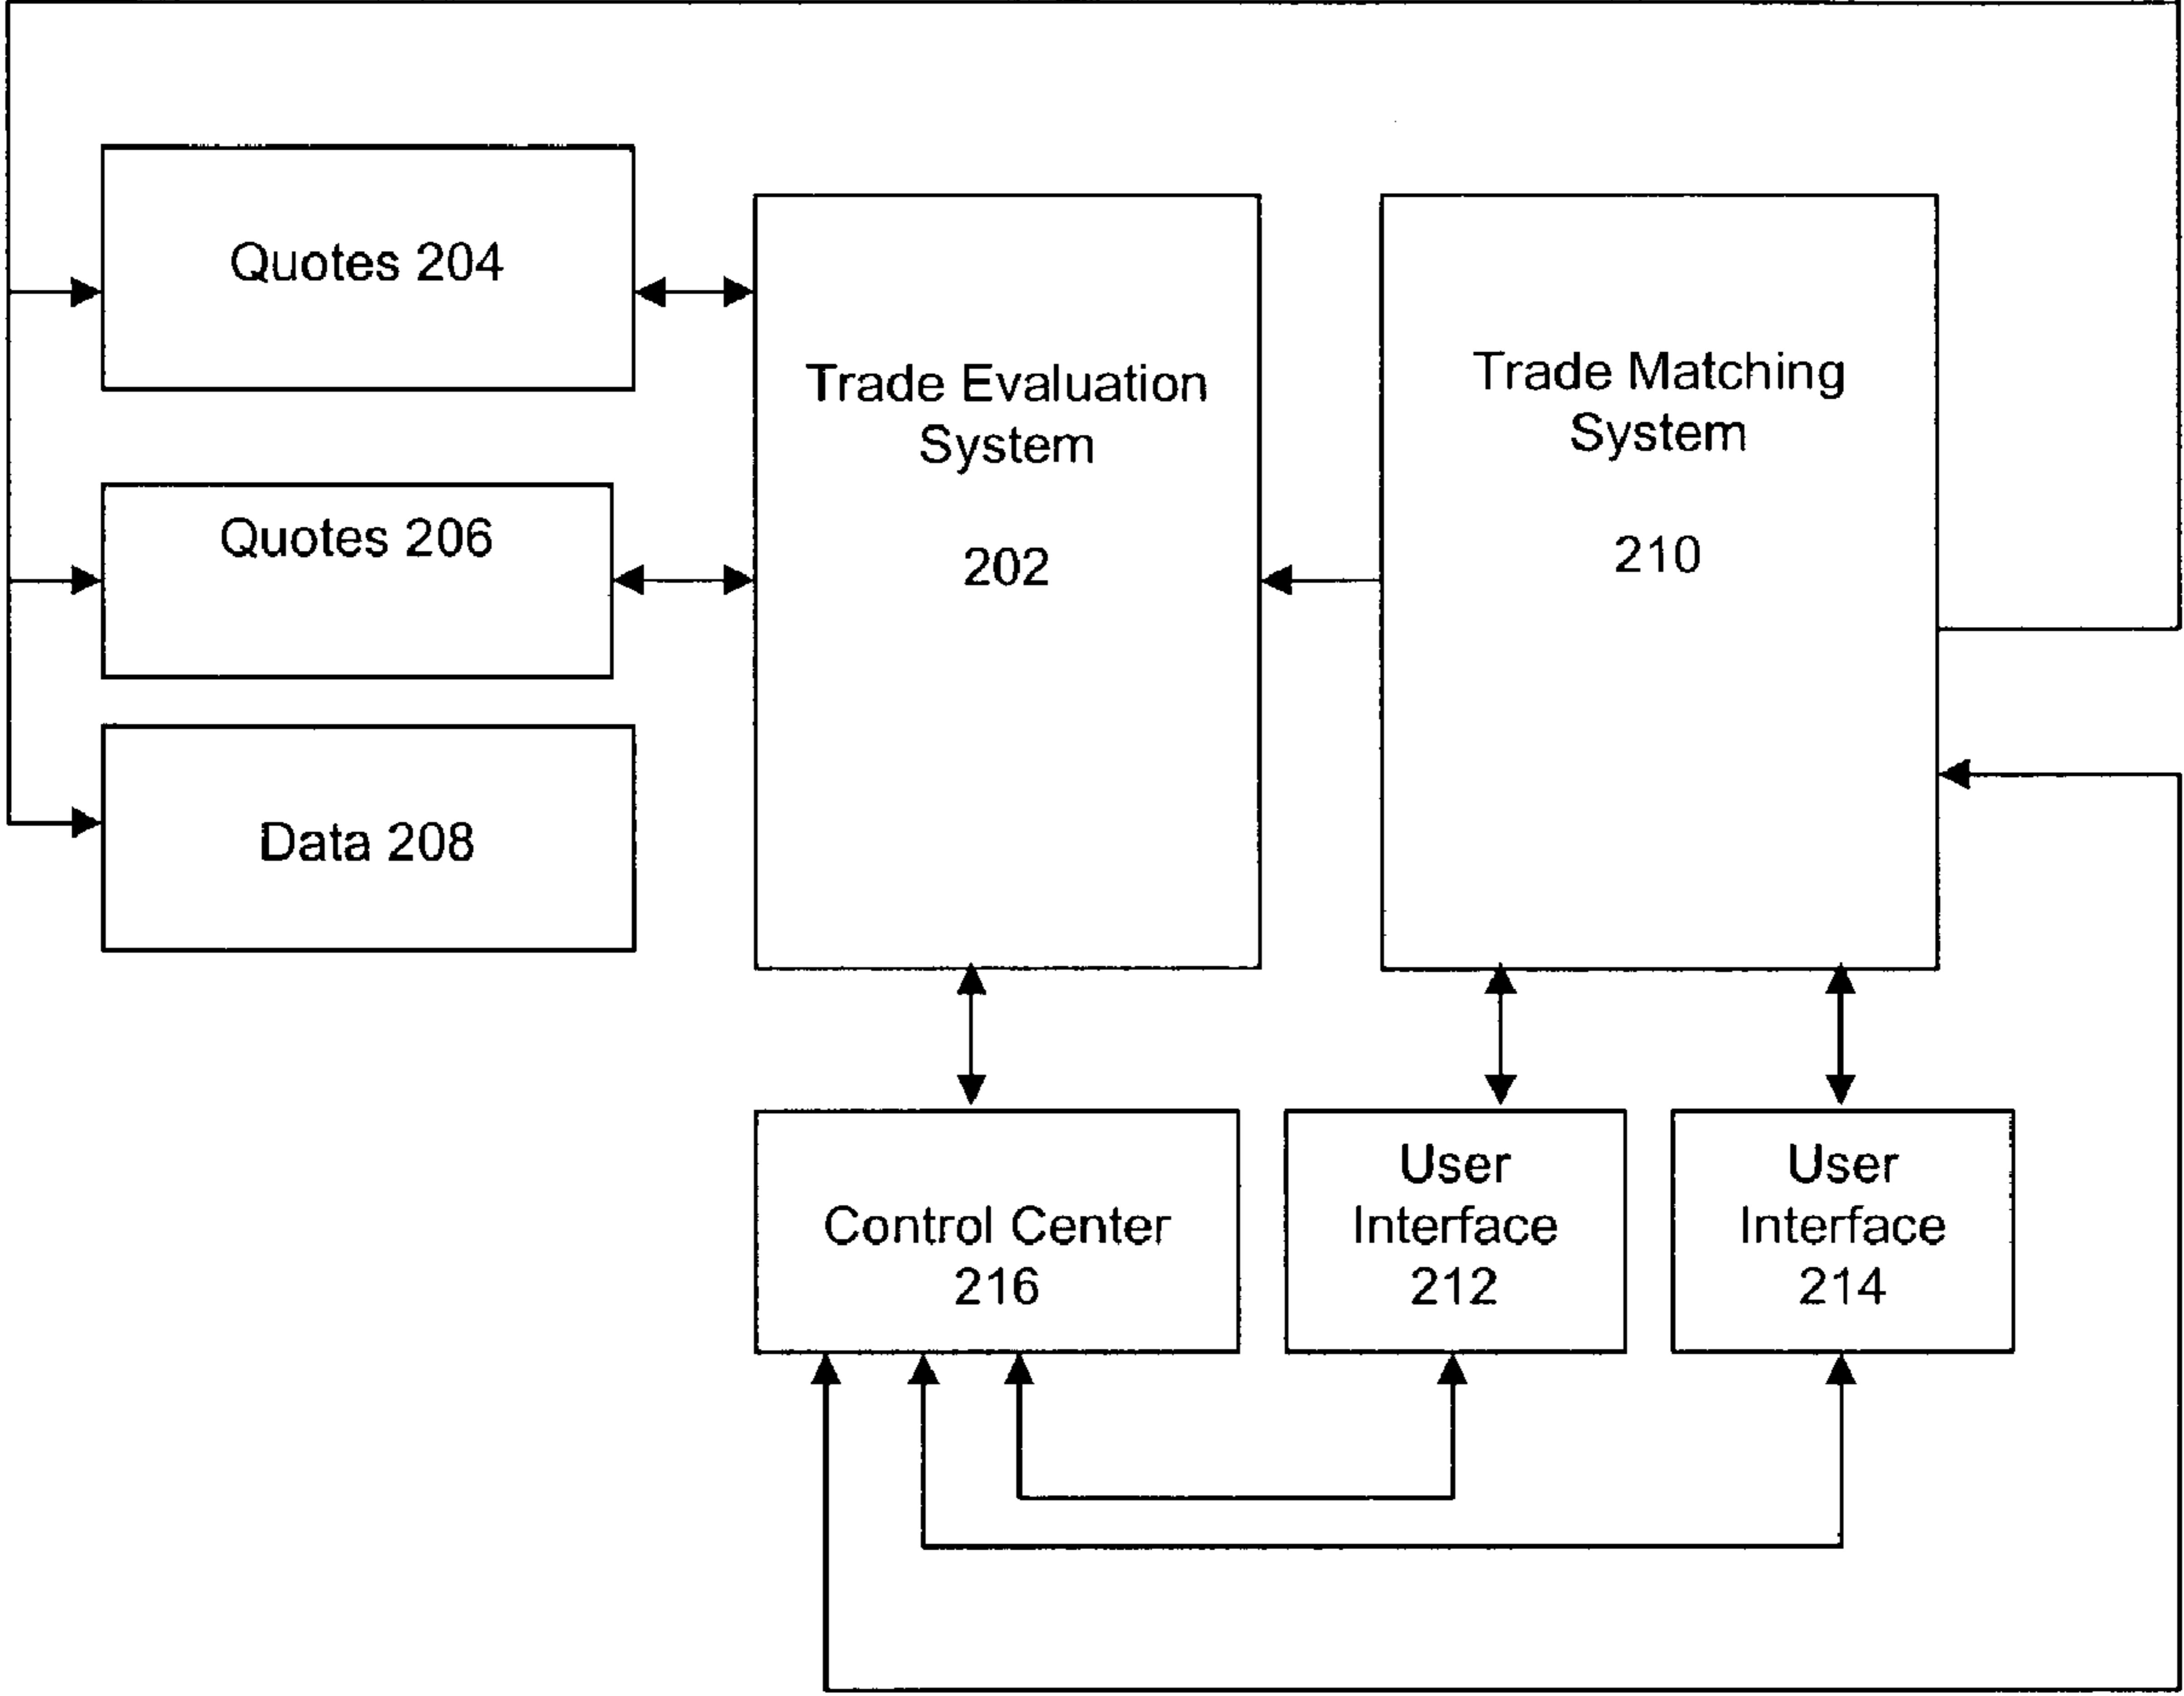 Quotes 204
Trade Evaluation
System
202
Trade Matching
System
210
Quotes 206
Data 208
Control Center
216
User
Interface
212
User
Interface
214